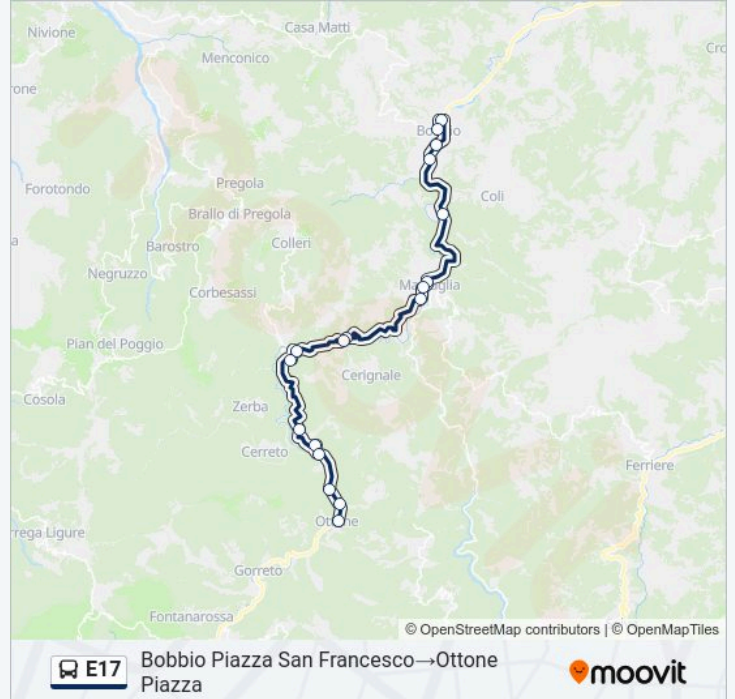 Nivione
Casa Matti
Menconico
Cro
rone
Bobbio
Forotondo
Pregola
Coli
Brallo di Pregola
a
Barostro
Colleri
Negruzzo
Corbesassi
Marsaglia
Pian del Poggio
Cerignale
Cosola
Zerba
Cerreto
Ferriere
Ottone
rrega Ligure
Gorreto
Fontanarossa
© OpenStreetMap contributors | © OpenMapTiles
E17
Bobbio Piazza San Francesco→Ottone
Piazza
moovit